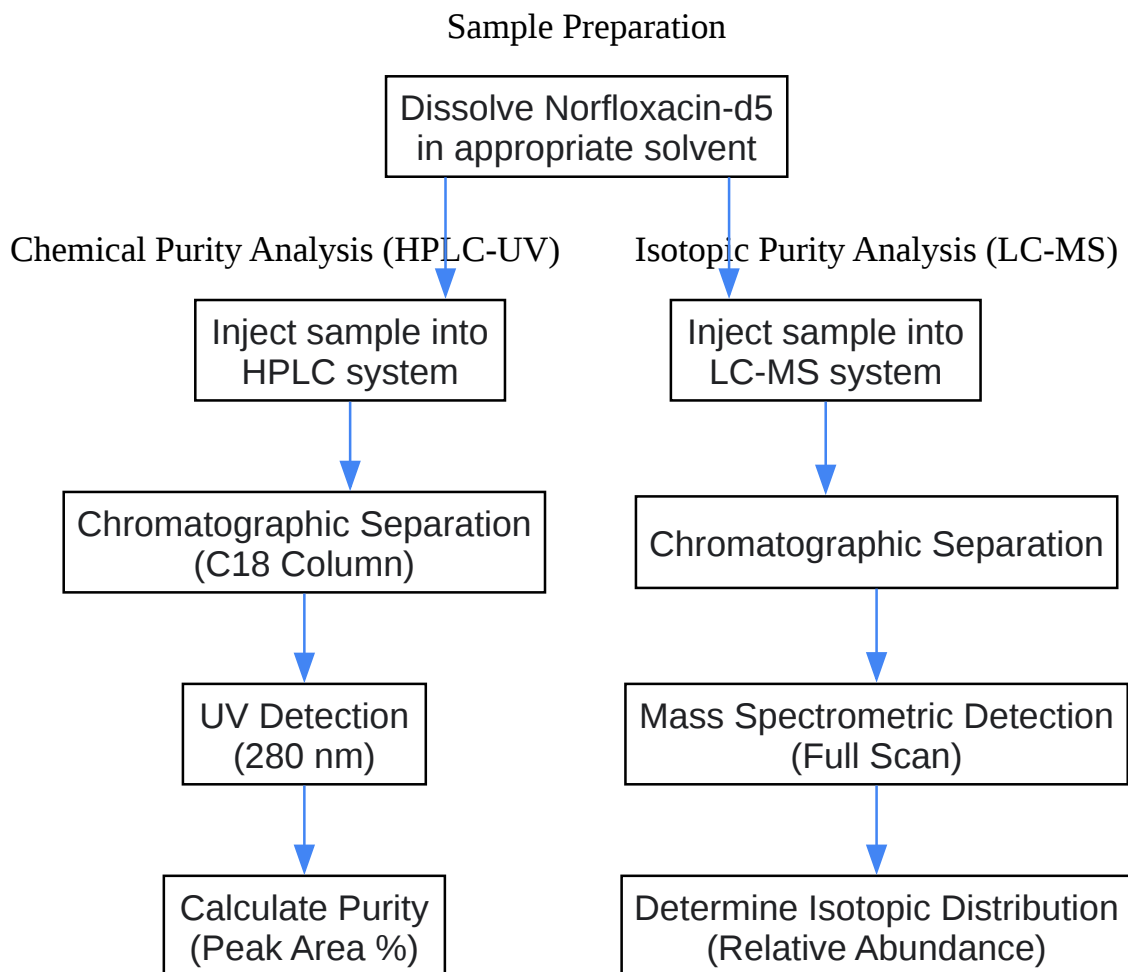 Sample Preparation
Dissolve Norfloxacin-d5
in appropriate solvent
Chemical Purity Analysis (HPLC-UV)
Inject sample into
HPLC system
Chromatographic Separation
(C18 Column)
UV Detection
(280 nm)
Calculate Purity
(Peak Area %)
Isotopic Purity Analysis (LC-MS)
Inject sample into
LC-MS system
Chromatographic Separation
Mass Spectrometric Detection
(Full Scan)
Determine Isotopic Distribution
(Relative Abundance)